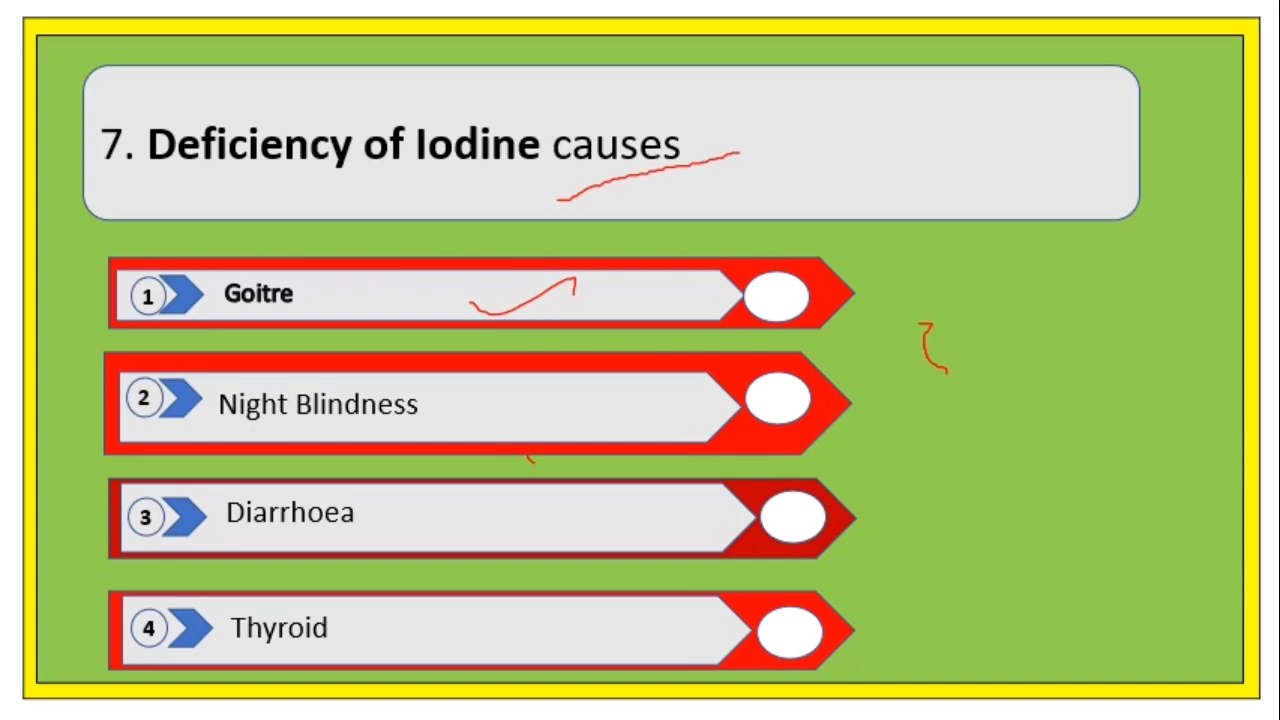 7. Deficiency of Iodine causes
1 Goitre
2 Night Blindness
3 Diarrhoea
4 Thyroid